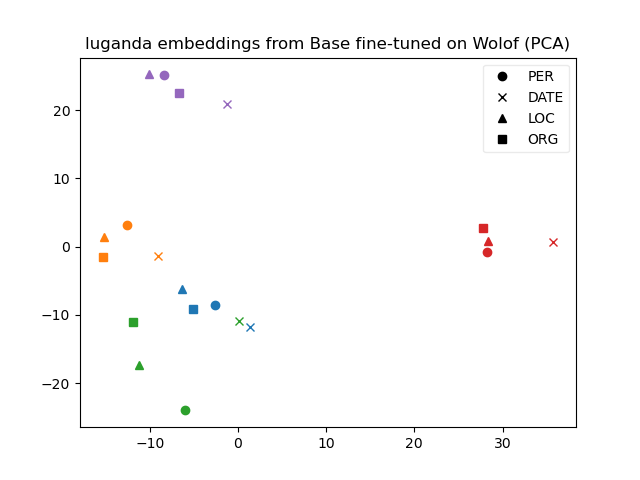 luganda embeddings from Base fine-tuned on Wolof (PCA)
PER
DATE
LOC
ORG
20
10
0
−10
−20
−10 0 10 20 30